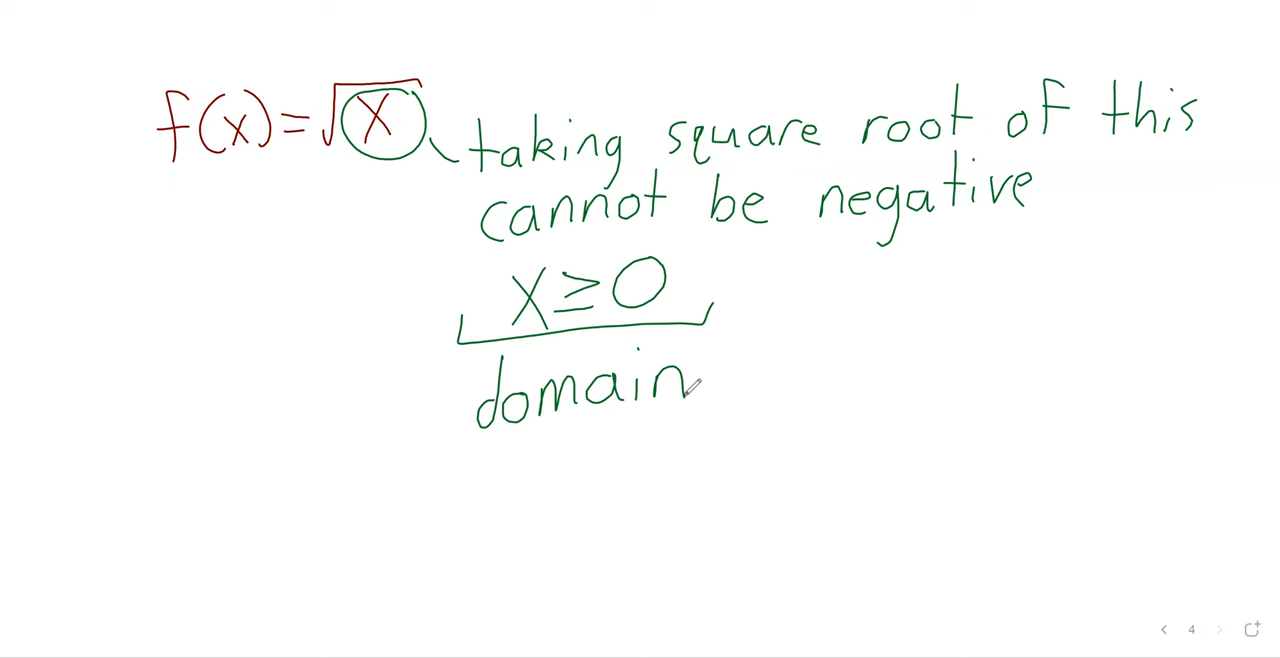 f(x)=√x taking square root of this
cannot be negative
x≥0
domain
4